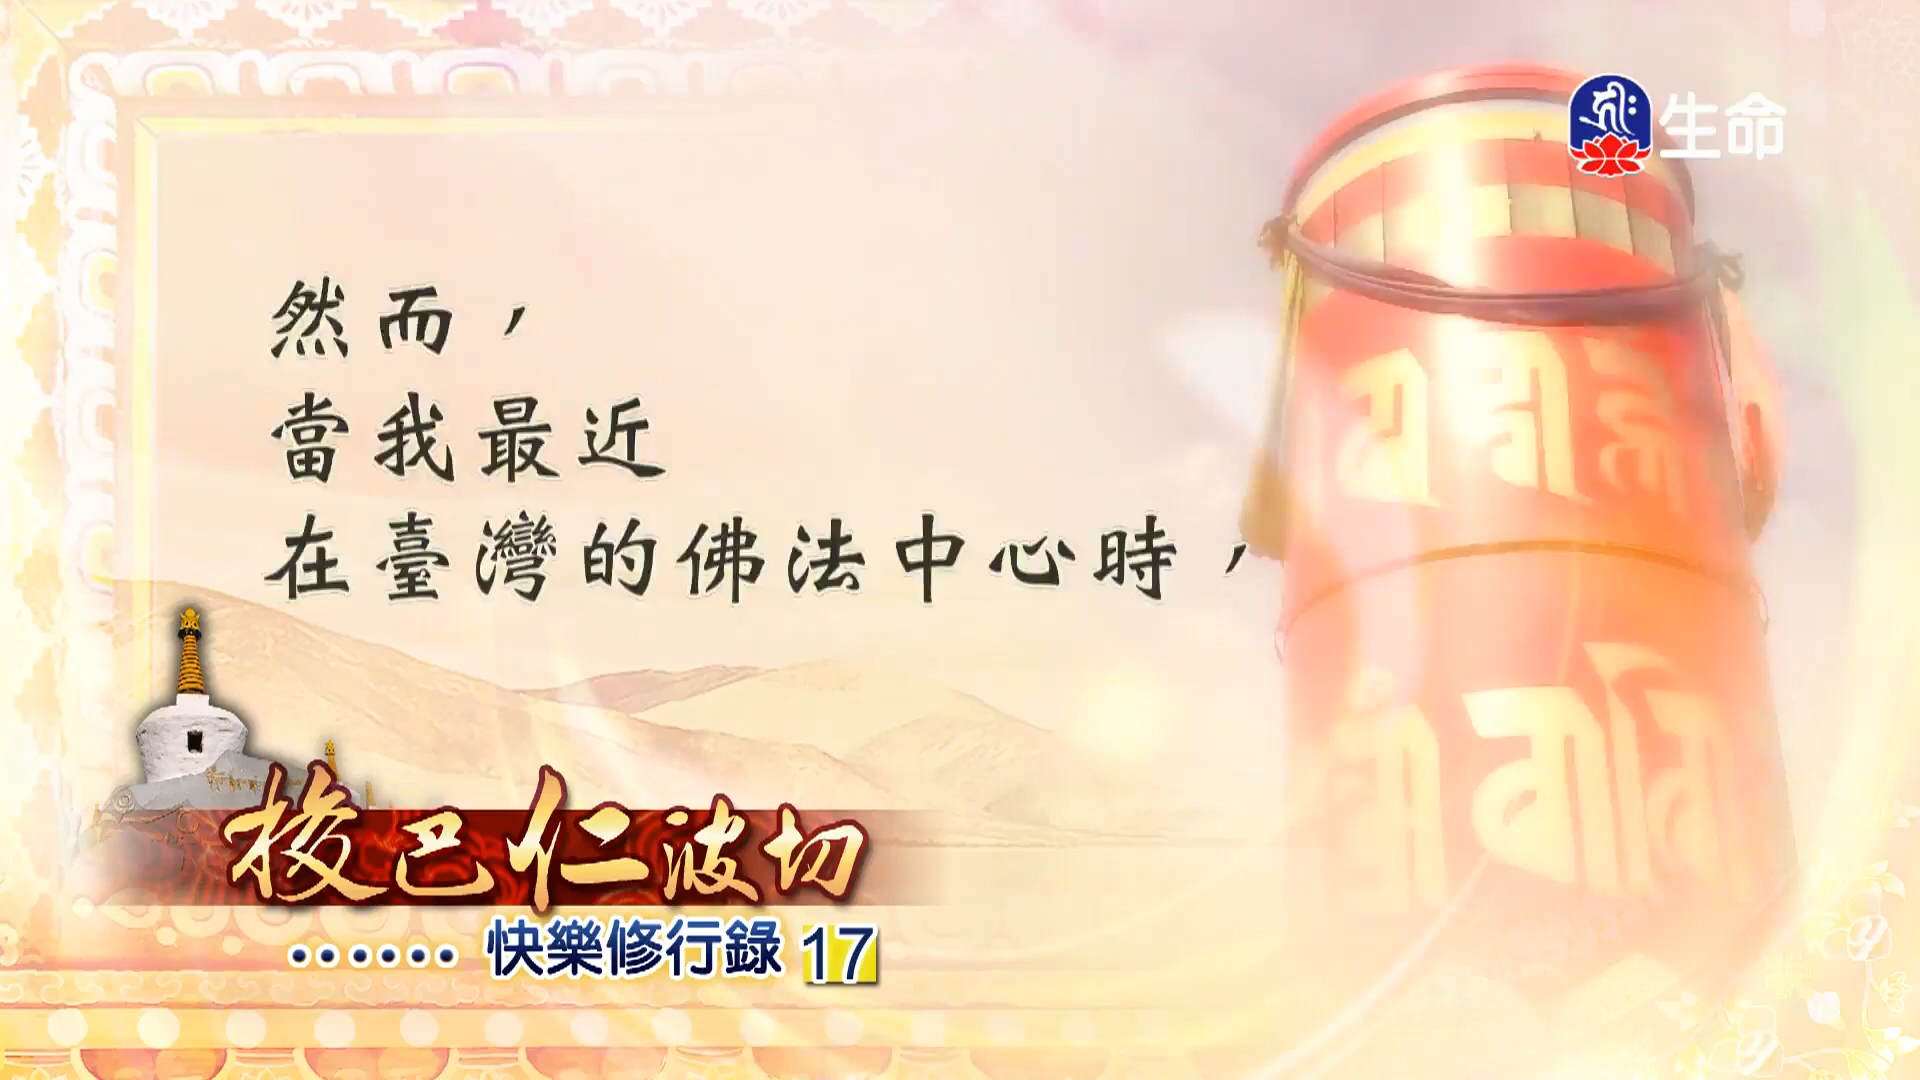 生命
然而，
當我最近
在臺灣的佛法中心時，
梭巴仁波切
……快樂修行錄 17